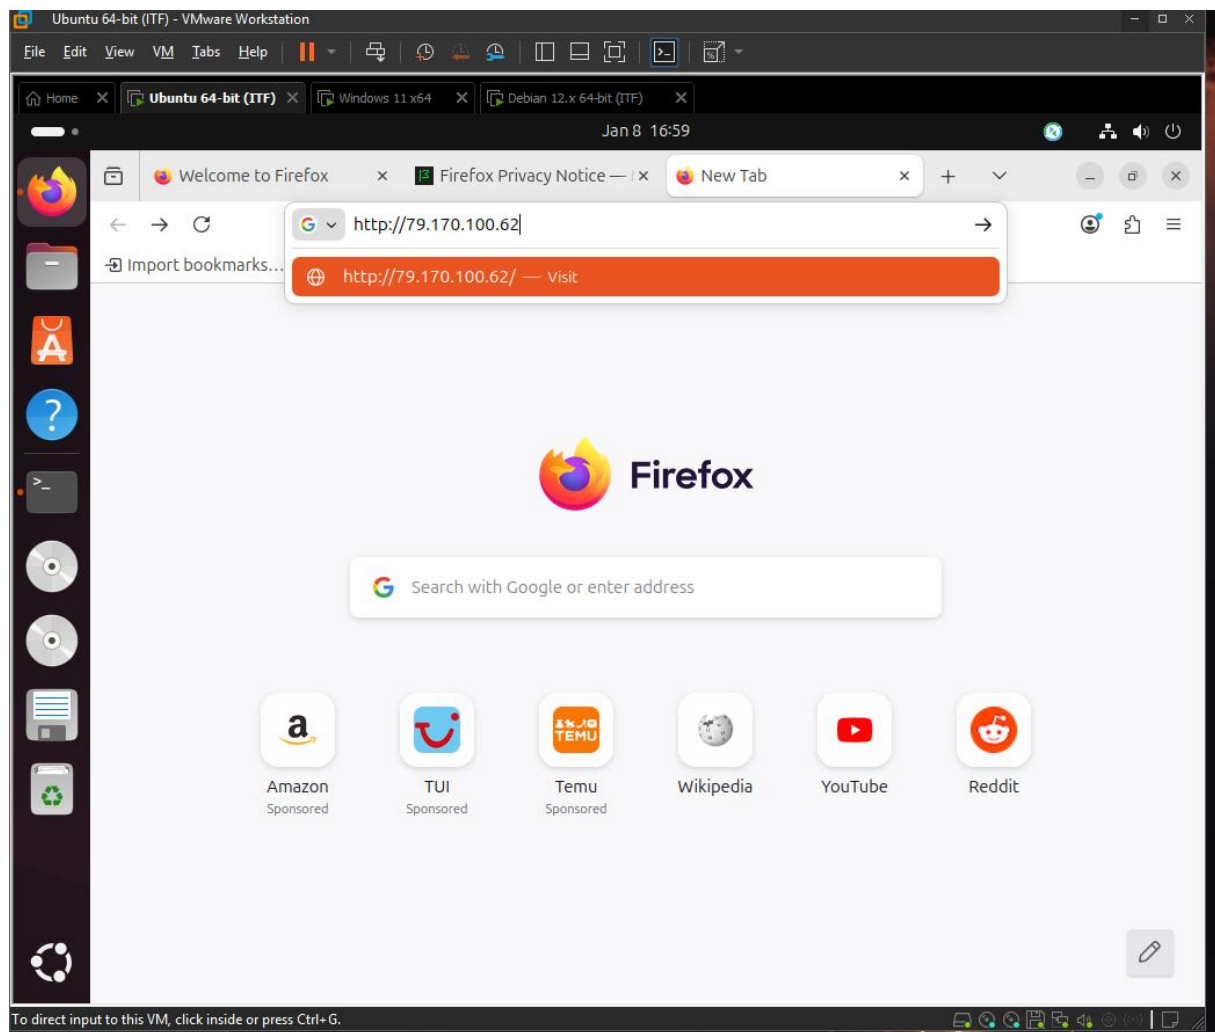 Ubuntu 64-bit (ITF) - VMware Workstation
File Edit View VM Tabs Help
Home Ubuntu 64-bit (ITF) Windows 11 x64 Debian 12.x 64-bit (ITF)
Jan 8 16:59
Welcome to Firefox Firefox Privacy Notice — New Tab
http://79.170.100.62
Import bookmarks...
http://79.170.100.62/ — Visit
Firefox
Search with Google or enter address
a
TEMU
Amazon TUI Temu Wikipedia YouTube Reddit
Sponsored Sponsored Sponsored
To direct input to this VM, click inside or press Ctrl+G.